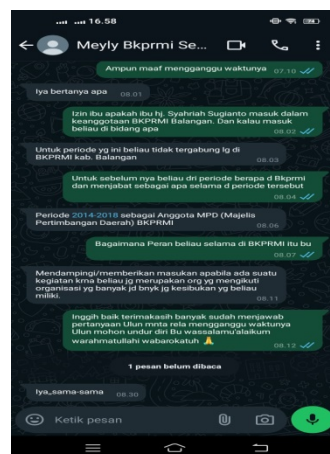 16.58
Meyly Bkprmi Se...
Ampun maaf mengganggu waktunya 07.10
Iya bertanya apa 08.01
Izin ibu apakah ibu hj. Syahriah Sugianto masuk dalam
keanggotaan BKPRMI Balangan. Dan kalau masuk
beliau di bidang apa 08.02
Untuk periode yg ini beliau tidak tergabung lg di
BKPRMI kab. Balangan 08.03
Untuk sebelum nya beliau dri periode berapa d Bkprmi
dan menjabat sebagai apa selama d periode tersebut
08.04
Periode 2014-2018 sebagai Anggota MPD (Majelis
Pertimbangan Daerah) BKPRMI 08.06
Bagaimana Peran beliau selama di BKPRMI itu bu
08.07
Mendampingi/memberikan masukan apabila ada suatu
kegiatan krna beliau jg merupakan org yg mengikuti
organisasi yg banyak jd bnyk jg kesibukan yg beliau
miliki. 08.11
Inggih baik terimakasih banyak sudah menjawab
pertanyaan Ulun mnta rela mengganggu waktunya
Ulun mohon undur diri Bu wassalamu'alaikum
warahmatullahi wabarokatuh 🙏 08.12
1 pesan belum dibaca
Iya,,sama-sama 08.30
Ketik pesan